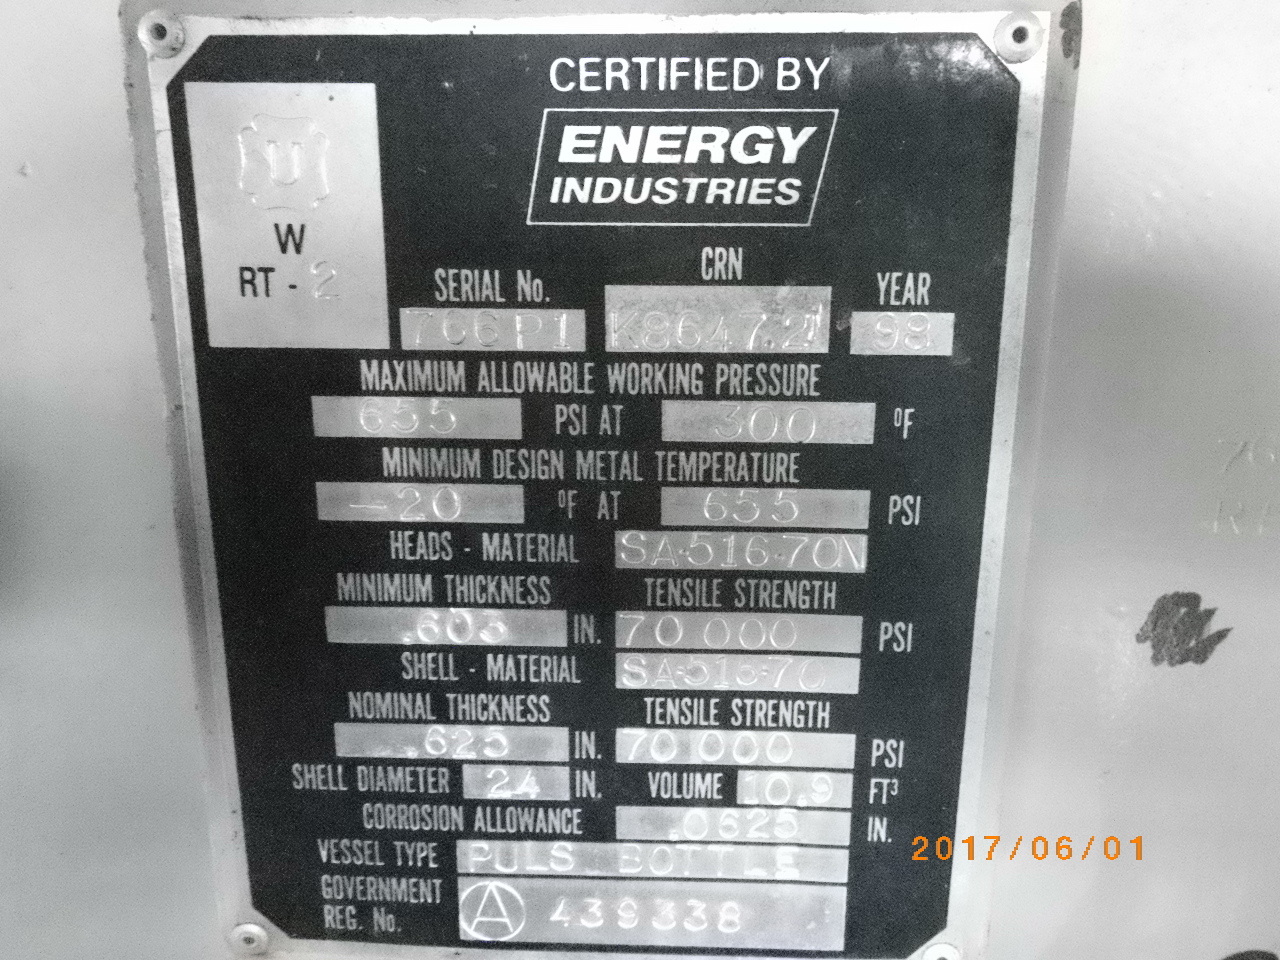 CERTIFIED BY
ENERGY
INDUSTRIES
U
W
RT - 2
SERIAL No. CRN YEAR
706P1 K8647.21 98
MAXIMUM ALLOWABLE WORKING PRESSURE
655 PSI AT 300 °F
MINIMUM DESIGN METAL TEMPERATURE
-20 °F AT 655 PSI
HEADS - MATERIAL SA-516-70N
MINIMUM THICKNESS TENSILE STRENGTH
.603 IN. 70 000 PSI
SHELL - MATERIAL SA-516-70
NOMINAL THICKNESS TENSILE STRENGTH
.625 IN. 70 000 PSI
SHELL DIAMETER 24 IN. VOLUME 10.9 FT³
CORROSION ALLOWANCE .0625 IN.
VESSEL TYPE PULS BOTTLE
GOVERNMENT
REG. No. A 439338
2017/06/01